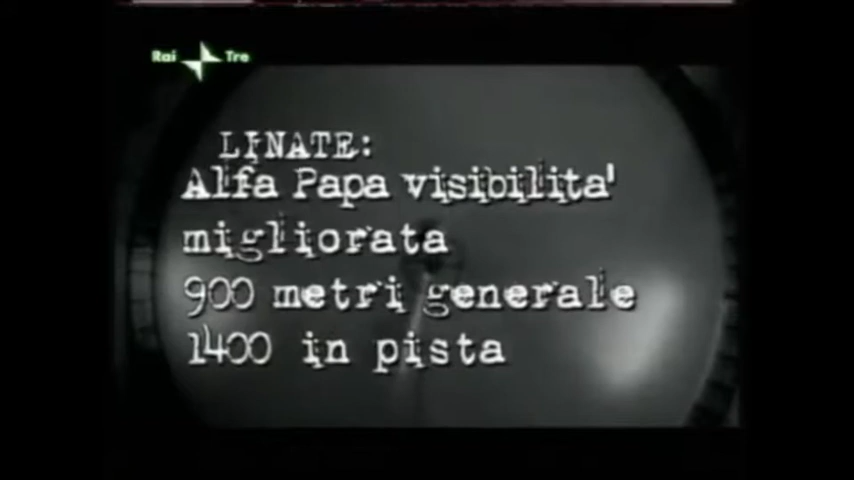 Rai Tre
LINATE:
Alfa Papa visibilita'
migliorata
900 metri generale
1400 in pista